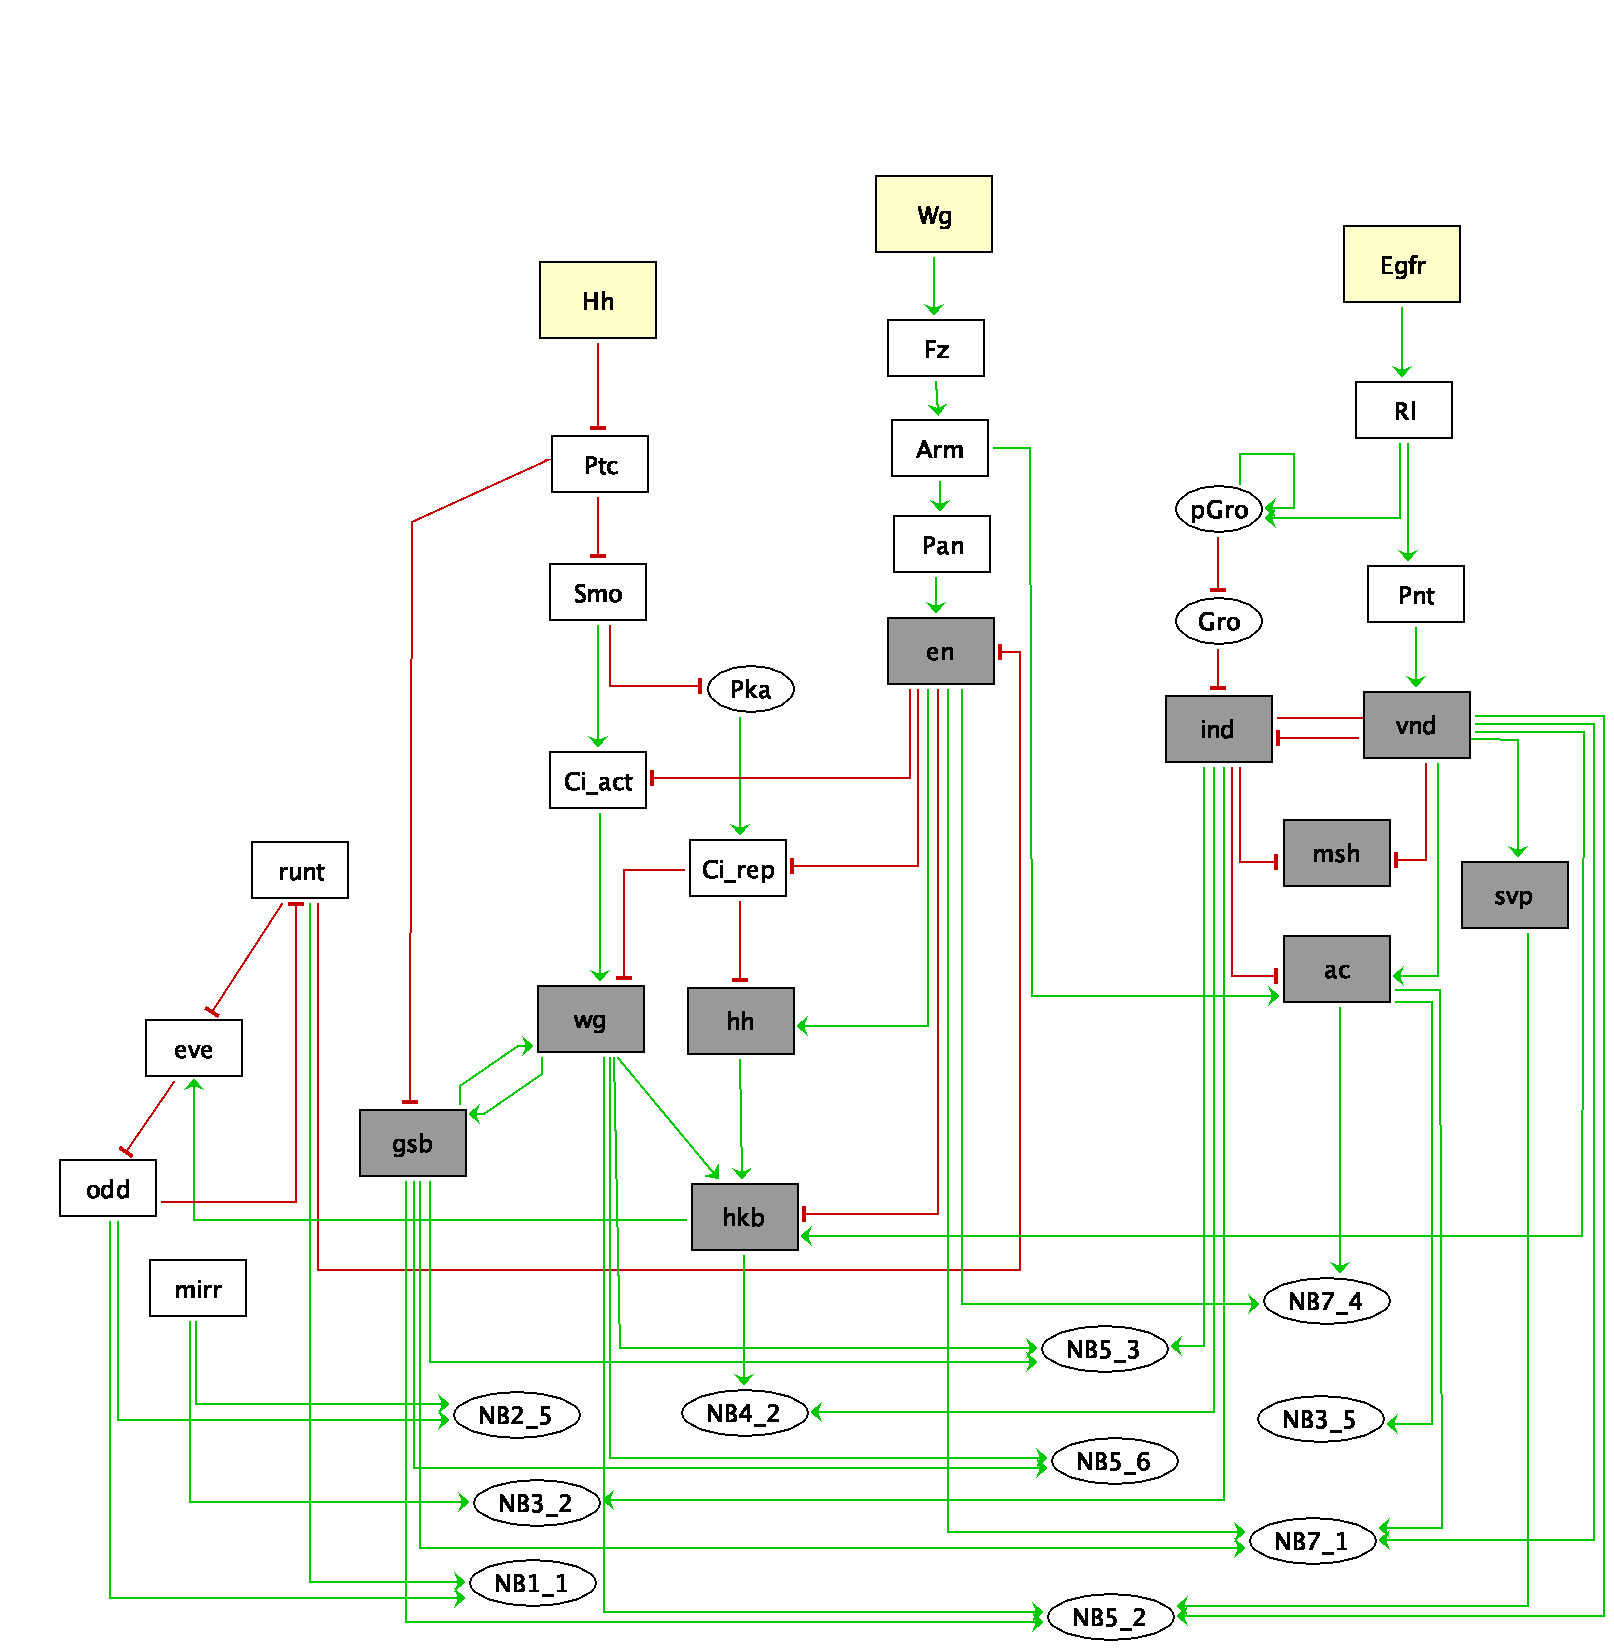 Wg
Egfr
Hh
Fz
Rl
Arm
Ptc
pGro
Pan
Smo
Pnt
Gro
en
Pka
ind
vnd
Ci_act
msh
runt
Ci_rep
svp
ac
wg
hh
eve
gsb
odd
hkb
mirr
NB7_4
NB5_3
NB2_5
NB4_2
NB3_5
NB5_6
NB3_2
NB7_1
NB1_1
NB5_2